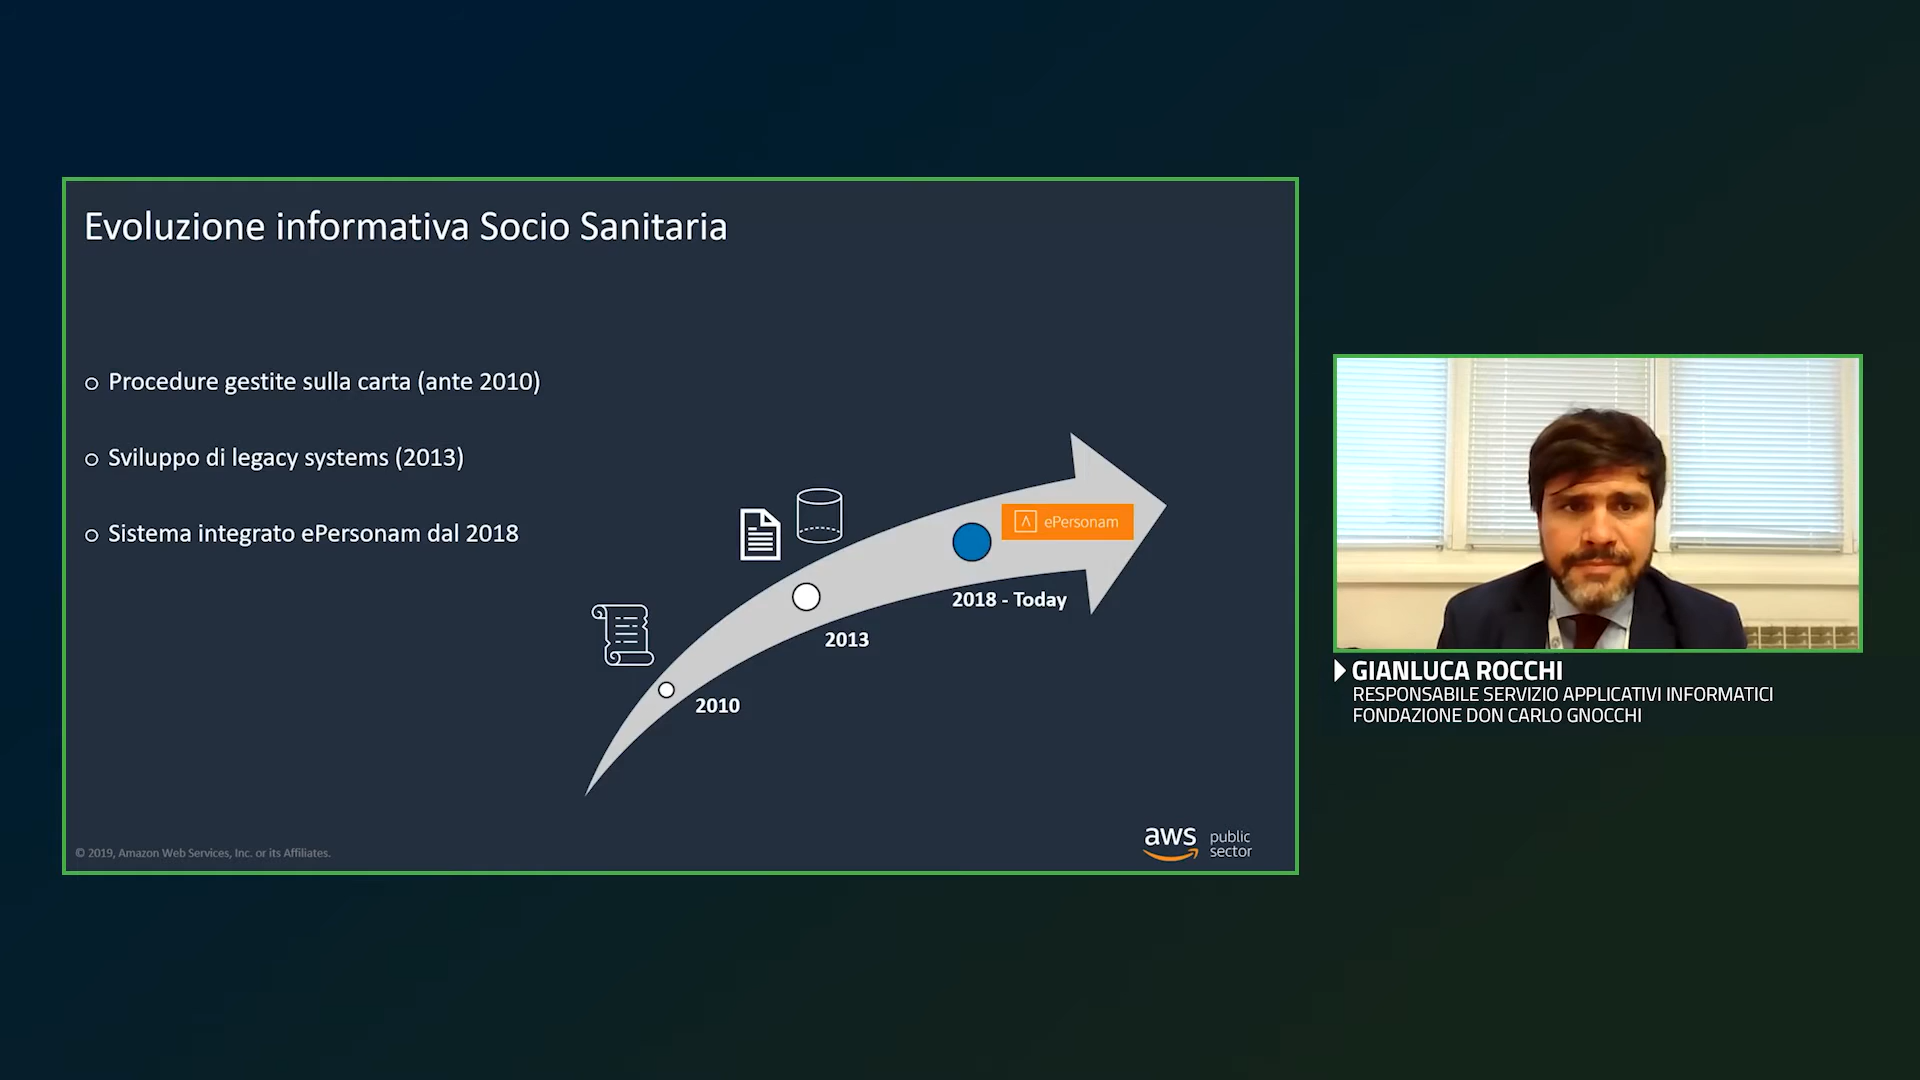 Evoluzione informativa Socio Sanitaria
o Procedure gestite sulla carta (ante 2010)
o Sviluppo di legacy systems (2013)
o Sistema integrato ePersonam dal 2018
ePersonam
2018 - Today
2013
2010
© 2019, Amazon Web Services, Inc. or its Affiliates.
aws public
sector
GIANLUCA ROCCHI
RESPONSABILE SERVIZIO APPLICATIVI INFORMATICI
FONDAZIONE DON CARLO GNOCCHI